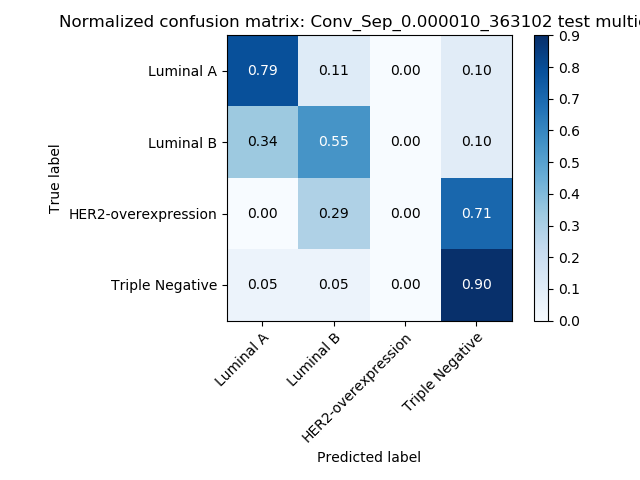 Normalized confusion matrix: Conv_Sep_0.000010_363102 test
True label
Luminal A 0.79 0.11 0.00 0.10
Luminal B 0.34 0.55 0.00 0.10
HER2-overexpression 0.00 0.29 0.00 0.71
Triple Negative 0.05 0.05 0.00 0.90
Luminal A
Luminal B
HER2-overexpression
Triple Negative
Predicted label
0.9
0.8
0.7
0.6
0.5
0.4
0.3
0.2
0.1
0.0